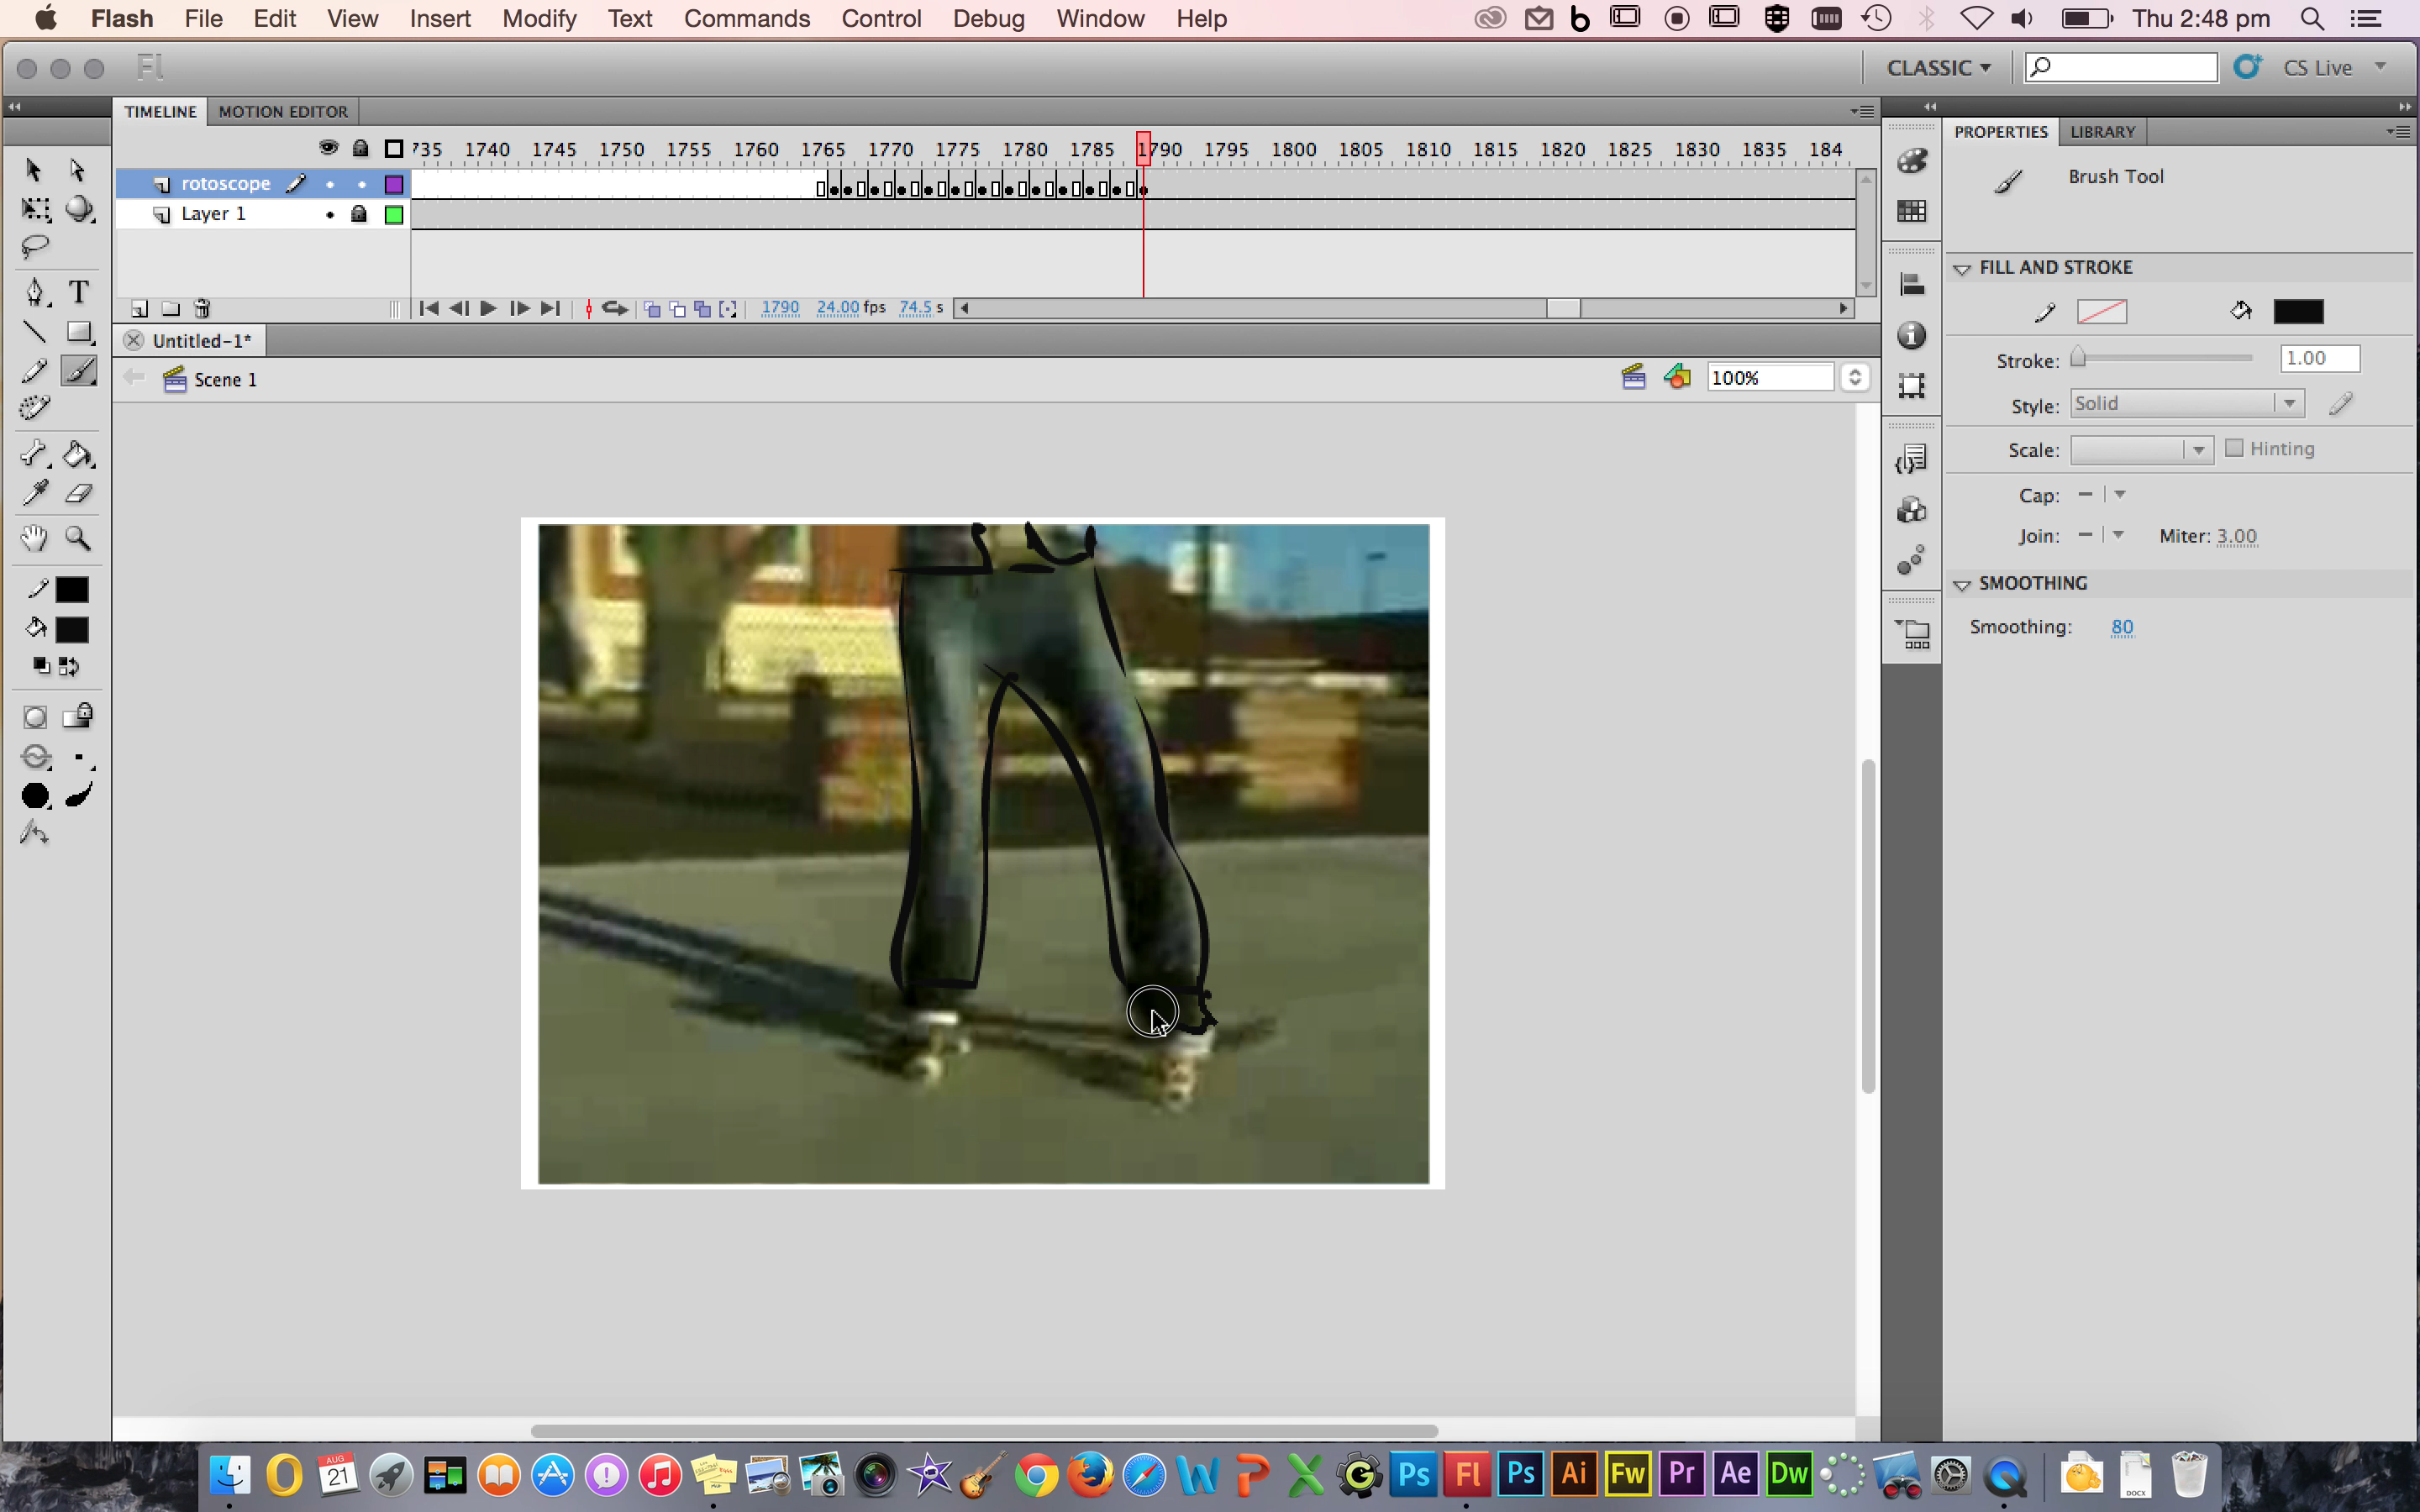 Flash File Edit View Insert Modify Text Commands Control Debug Window Help Thu 2:48 pm
Fl CLASSIC CS Live
TIMELINE MOTION EDITOR
PROPERTIES LIBRARY
735 1740 1745 1750 1755 1760 1765 1770 1775 1780 1785 1790 1795 1800 1805 1810 1815 1820 1825 1830 1835 184
rotoscope
Layer 1
1790 24.00 fps 74.5 s
Untitled-1*
Scene 1
100%
Brush Tool
FILL AND STROKE
Stroke: 1.00
Style: Solid
Scale: Hinting
Cap:
Join: Miter: 3.00
SMOOTHING
Smoothing: 80
T
AUG
21
Ps Fl Ps Ai Fw Pr Ae Dw
DOCX